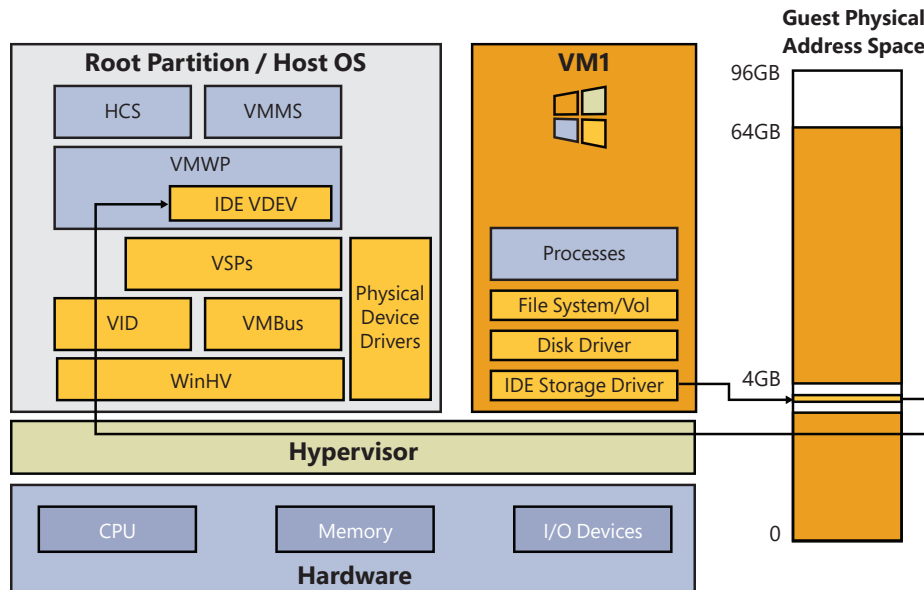 Guest Physical
Address Space
Root Partition / Host OS
VM1
96GB
HCS
VMMS
64GB
VMWP
IDE VDEV
VSPs
Processes
Physical
Device
Drivers
File System/Vol
VID
VMBus
Disk Driver
WinHV
IDE Storage Driver
4GB
Hypervisor
CPU
Memory
I/O Devices
0
Hardware